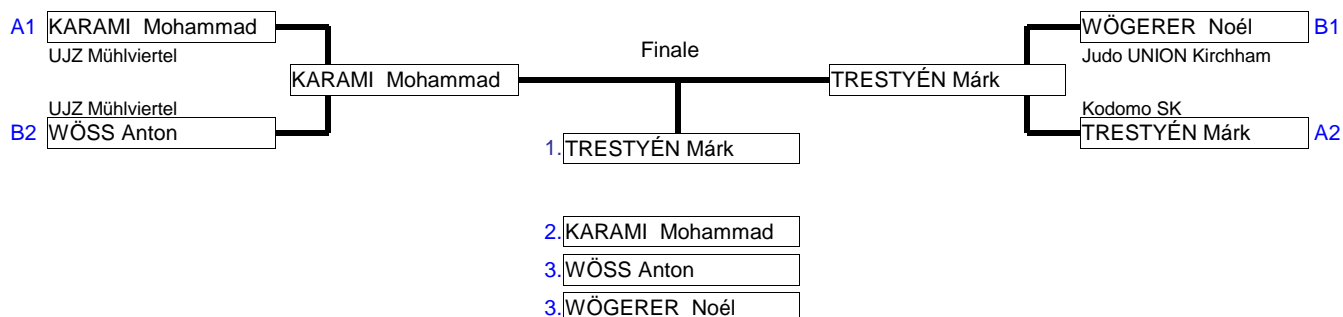 A1 KARAMI Mohammad
UJZ Mühlviertel
UJZ Mühlviertel
B2 WÖSS Anton
KARAMI Mohammad
Finale
TRESTYÉN Márk
WÖGERER Noél B1
Judo UNION Kirchham
Kodomo SK
TRESTYÉN Márk A2
1. TRESTYÉN Márk
2. KARAMI Mohammad
3. WÖSS Anton
3. WÖGERER Noél